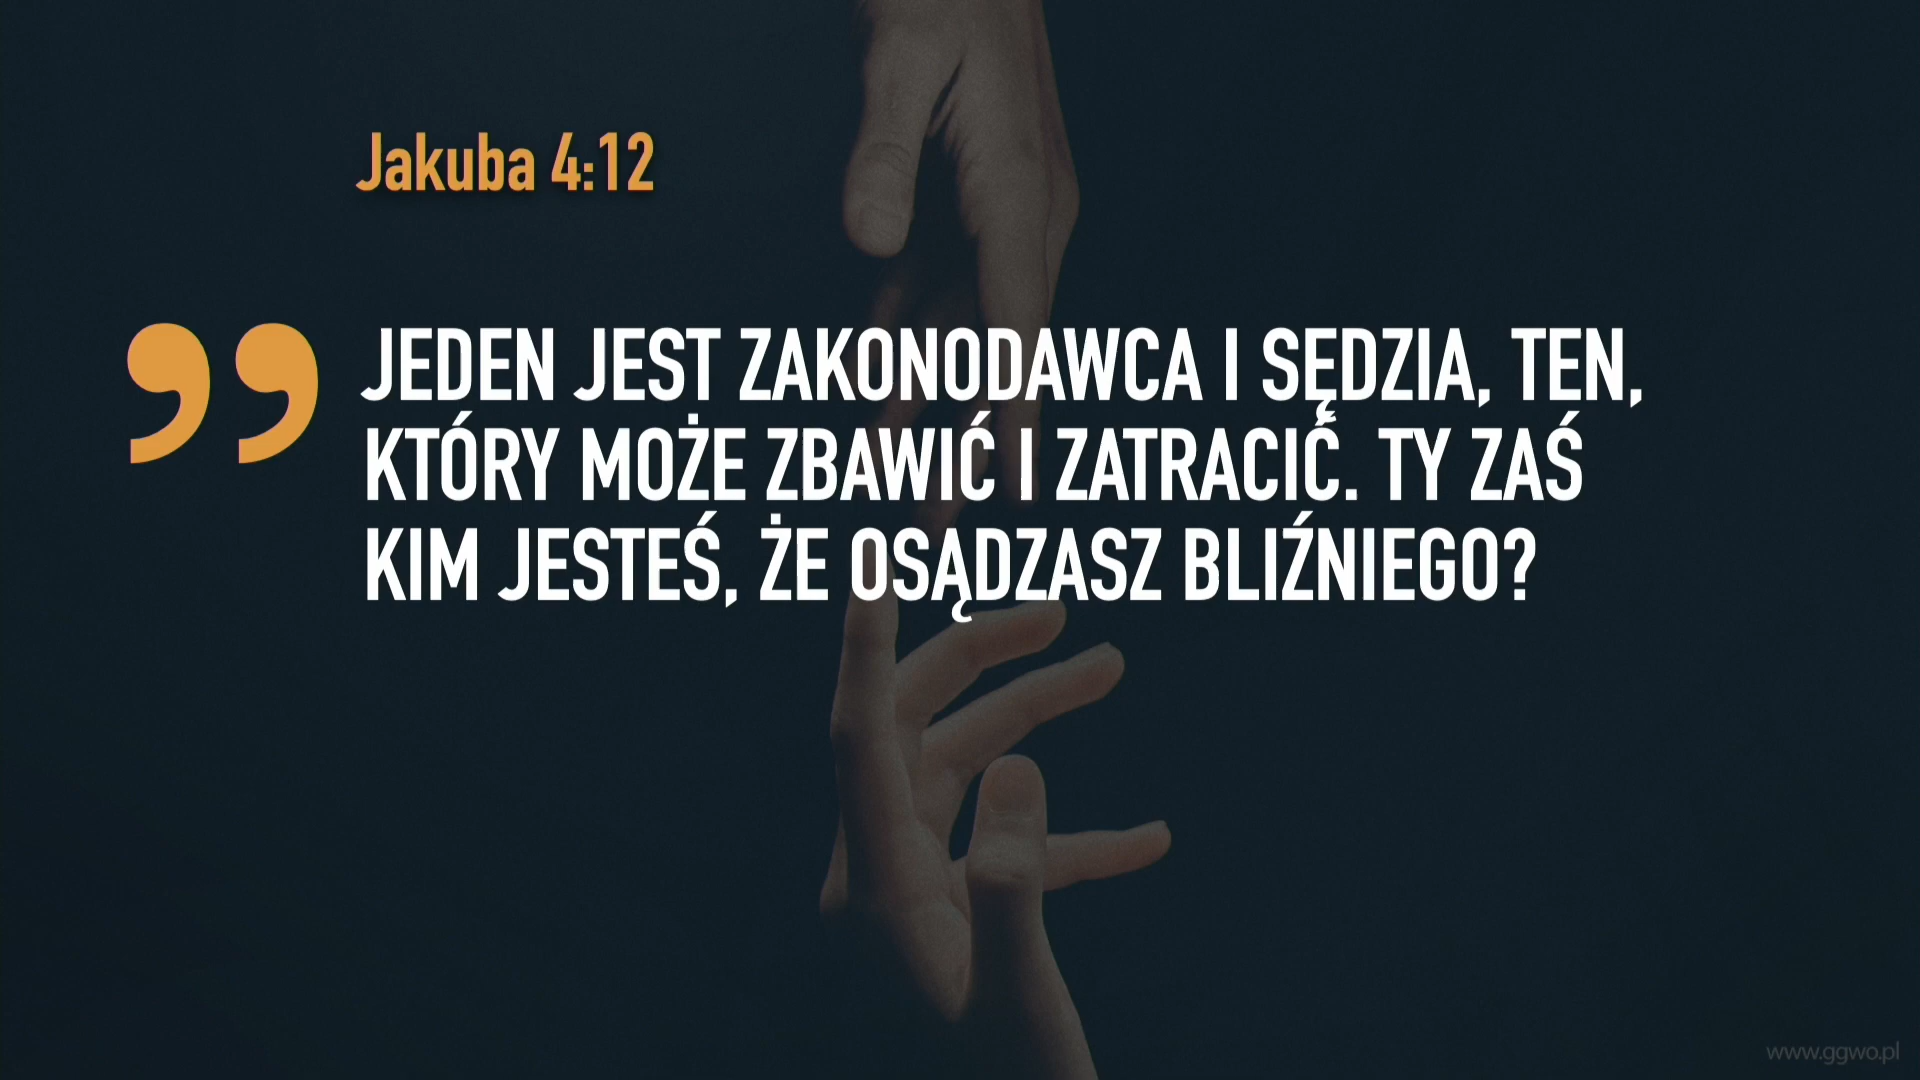 Jakuba 4:12
” JEDEN JEST ZAKONODAWCA I SĘDZIA, TEN,
KTÓRY MOŻE ZBAWIĆ I ZATRACIĆ. TY ZAŚ
KIM JESTEŚ, ŻE OSĄDZASZ BLIŹNIEGO?
www.ggwo.pl